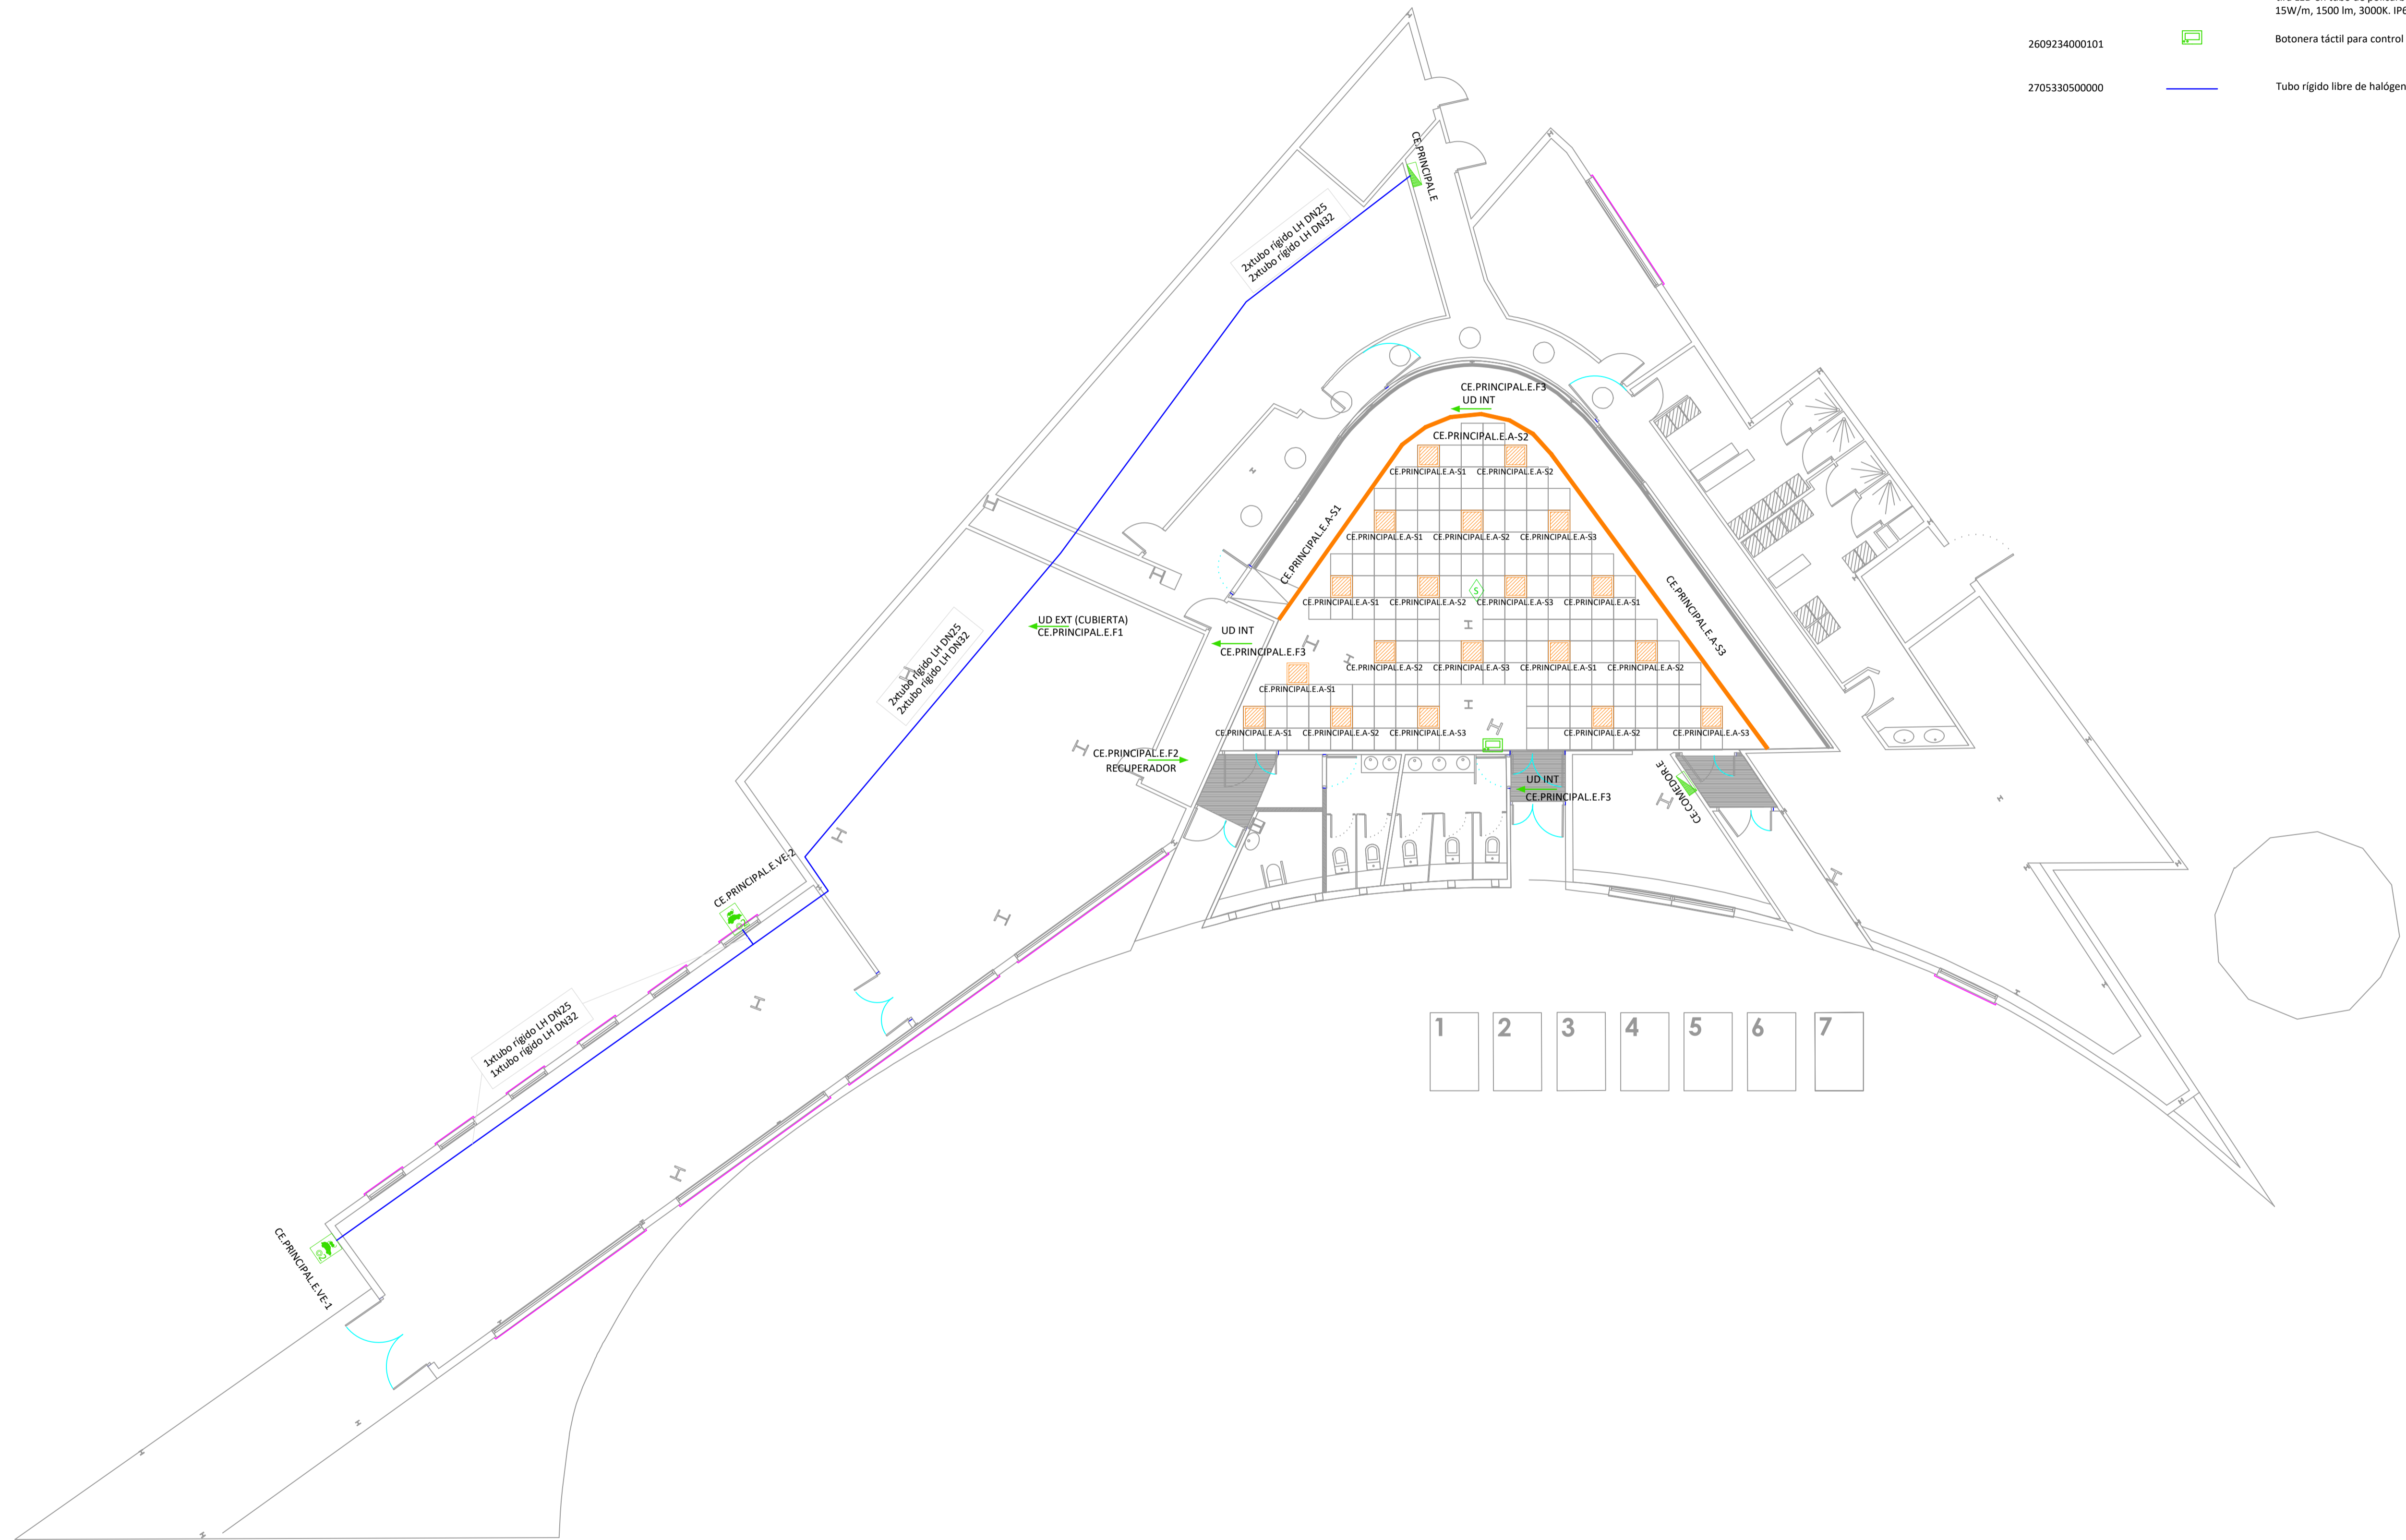 15W/m, 1500 lm, 3000K.
2609234000101
Botonera táctil para control
2705330500000
Tubo rígido libre de
CE.PRINCIPAL.E
2xtubo rígido LH DN25
2xtubo rígido LH DN32
CE.PRINCIPAL.E.F3
UD INT
CE.PRINCIPAL.E.A-S2
CE.PRINCIPAL.E.A-S1
CE.PRINCIPAL.E.A-S2
CE.PRINCIPAL.E.A-S1
CE.PRINCIPAL.E.A-S1
CE.PRINCIPAL.E.A-S2
CE.PRINCIPAL.E.A-S3
S
CE.PRINCIPAL.E.A-S1
CE.PRINCIPAL.E.A-S2
CE.PRINCIPAL.E.A-S3
CE.PRINCIPAL.E.A-S1
CE.PRINCIPAL.E.A-S3
UD EXT (CUBIERTA)
CE.PRINCIPAL.E.F1
UD INT
CE.PRINCIPAL.E.F3
2xtubo rígido LH DN25
2xtubo rígido LH DN32
CE.PRINCIPAL.E.A-S2
CE.PRINCIPAL.E.A-S3
CE.PRINCIPAL.E.A-S1
CE.PRINCIPAL.E.A-S2
CE.PRINCIPAL.E.A-S1
CE.PRINCIPAL.E.A-S1
CE.PRINCIPAL.E.A-S2
CE.PRINCIPAL.E.A-S3
CE.PRINCIPAL.E.A-S2
CE.PRINCIPAL.E.A-S3
CE.PRINCIPAL.E.F2
RECUPERADOR
UD INT
CE.PRINCIPAL.E.F3
CE.COMEDOR.E
CE.PRINCIPAL.E.VE-2
1xtubo rígido LH DN25
1xtubo rígido LH DN32
1
2
3
4
5
6
7
CE.PRINCIPAL.E.VE-1